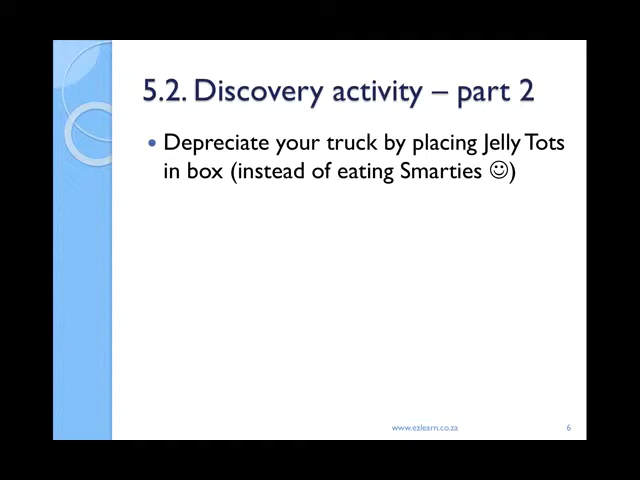 5.2. Discovery activity – part 2
• Depreciate your truck by placing Jelly Tots
in box (instead of eating Smarties ☺)
www.ezlearn.co.za
6